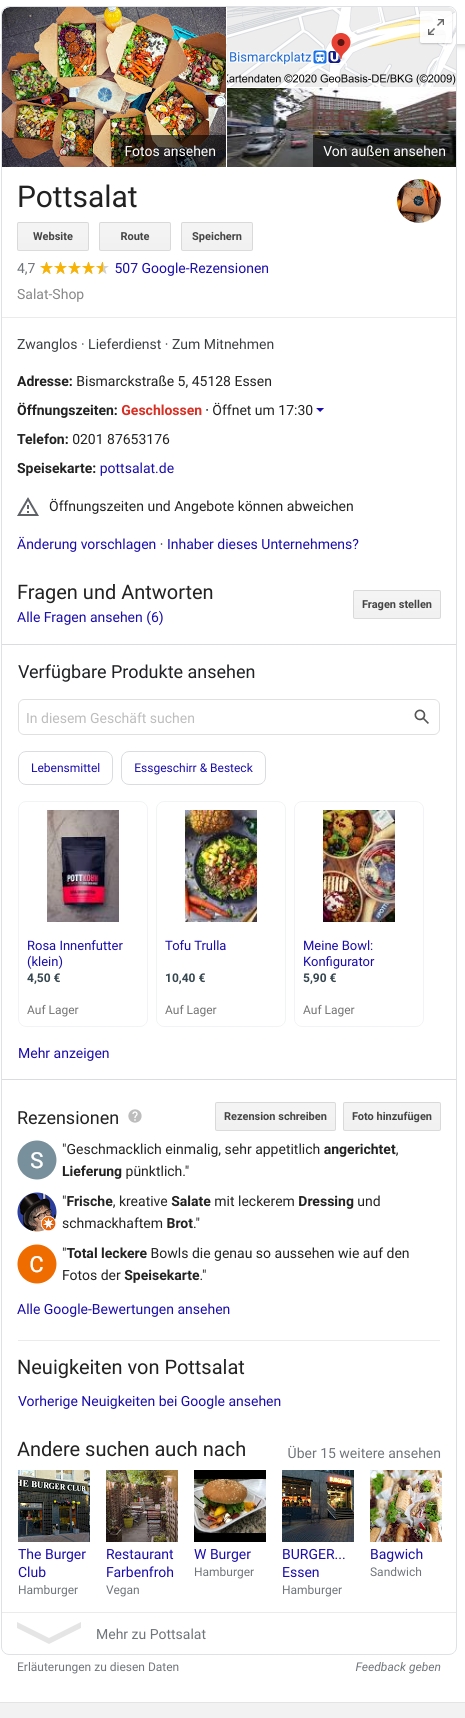 Bismarckplatz
Kartendaten ©2020 GeoBasis-DE/BKG (©2009)
Fotos ansehen
Von außen ansehen
Pottsalat
Website
Route
Speichern
4,7 507 Google-Rezensionen
Salat-Shop
Zwanglos · Lieferdienst · Zum Mitnehmen
Adresse: Bismarckstraße 5, 45128 Essen
Öffnungszeiten: Geschlossen · Öffnet um 17:30
Telefon: 0201 87653176
Speisekarte: pottsalat.de
Öffnungszeiten und Angebote können abweichen
Änderung vorschlagen · Inhaber dieses Unternehmens?
Fragen und Antworten
Alle Fragen ansehen (6)
Fragen stellen
Verfügbare Produkte ansehen
In diesem Geschäft suchen
Lebensmittel
Essgeschirr & Besteck
Rosa Innenfutter
(klein)
4,50 €
Auf Lager
Tofu Trulla
10,40 €
Auf Lager
Meine Bowl:
Konfigurator
5,90 €
Auf Lager
Mehr anzeigen
Rezensionen ?
Rezension schreiben
Foto hinzufügen
S
"Geschmacklich einmalig, sehr appetitlich angerichtet,
Lieferung pünktlich."
"Frische, kreative Salate mit leckerem Dressing und
schmackhaftem Brot."
C
"Total leckere Bowls die genau so aussehen wie auf den
Fotos der Speisekarte."
Alle Google-Bewertungen ansehen
Neuigkeiten von Pottsalat
Vorherige Neuigkeiten bei Google ansehen
Andere suchen auch nach
Über 15 weitere ansehen
HE BURGER CLUB
The Burger
Club
Hamburger
Restaurant
Farbenfroh
Vegan
W Burger
Hamburger
BURGER...
Essen
Hamburger
Bagwich
Sandwich
Mehr zu Pottsalat
Erläuterungen zu diesen Daten
Feedback geben